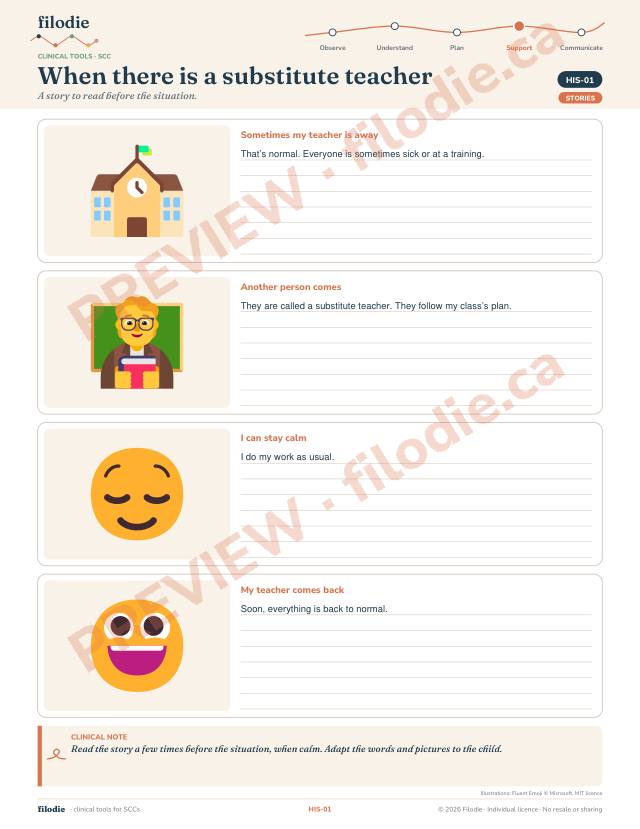 filodie
Observe Understand Plan Support Communicate
CLINICAL TOOLS · SCC
When there is a substitute teacher
HIS-01
A story to read before the situation.
STORIES
Sometimes my teacher is away
That's normal. Everyone is sometimes sick or at a training.
Another person comes
They are called a substitute teacher. They follow my class's plan.
I can stay calm
I do my work as usual.
My teacher comes back
Soon, everything is back to normal.
PREVIEW · filodie.ca
PREVIEW · filodie.ca
CLINICAL NOTE
Read the story a few times before the situation, when calm. Adapt the words and pictures to the child.
Illustrations: Fluent Emoji © Microsoft, MIT licence
filodie · clinical tools for SCCs HIS-01 © 2026 Filodie · Individual licence · No resale or sharing